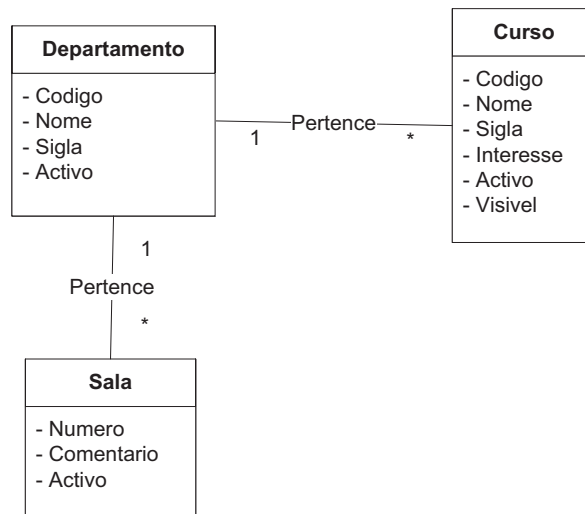 Departamento
- Codigo
- Nome
- Sigla
- Activo
Pertence
1
*
Curso
- Codigo
- Nome
- Sigla
- Interesse
- Activo
- Visivel
1
Pertence
*
Sala
- Numero
- Comentario
- Activo